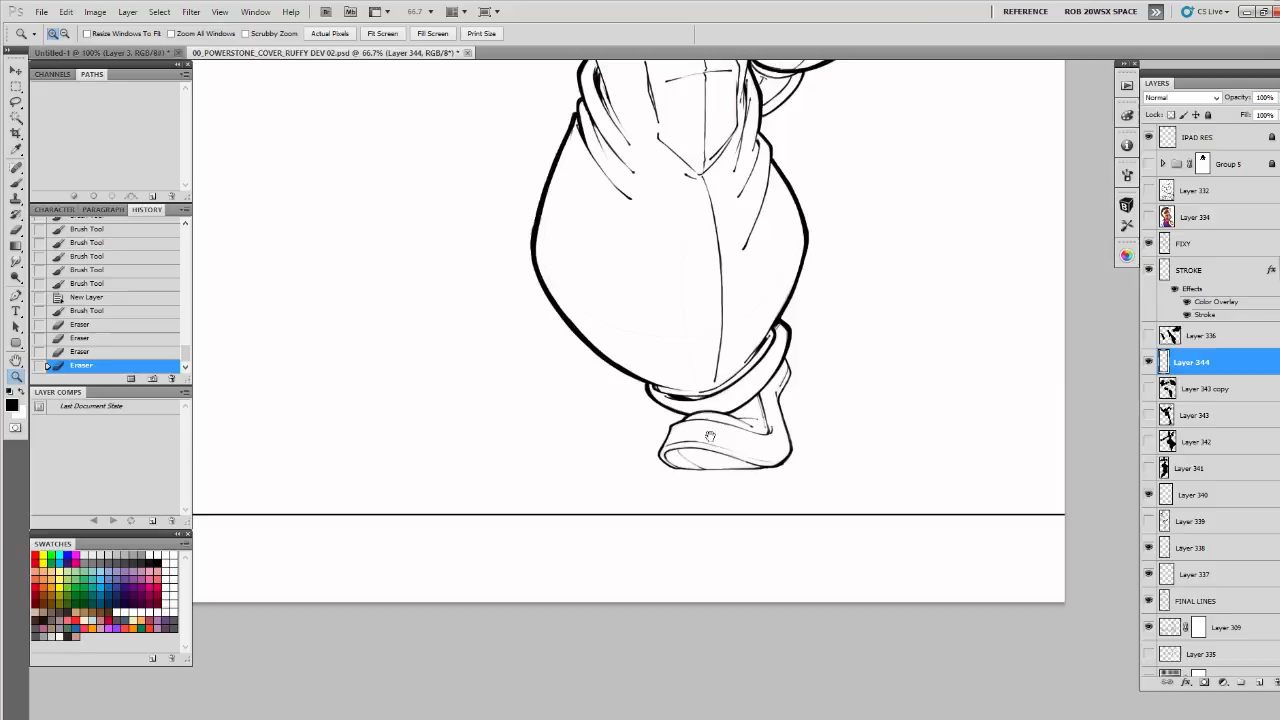 Ps File Edit Image Layer Select Filter View Window Help Br Mb 66.7 REFERENCE ROB 20WSX SPACE CS Live
Resize Windows To Fit Zoom All Windows Scrubby Zoom Actual Pixels Fit Screen Fill Screen Print Size
Untitled-1 @ 100% (Layer 3, RGB/8#) * 00_POWERSTONE_COVER_RUFFY DEV 02.psd @ 66.7% (Layer 344, RGB/8*) *
CHANNELS PATHS
CHARACTER PARAGRAPH HISTORY
Brush Tool
Brush Tool
Brush Tool
Brush Tool
Brush Tool
New Layer
Brush Tool
Eraser
Eraser
Eraser
Eraser
LAYER COMPS
Last Document State
SWATCHES
LAYERS
Normal Opacity: 100%
Lock: Fill: 100%
IPAD RES
Group 5
Layer 332
Layer 334
FIXY
STROKE fx
Effects
Color Overlay
Stroke
Layer 336
Layer 344
Layer 343 copy
Layer 343
Layer 342
Layer 341
Layer 340
Layer 339
Layer 338
Layer 337
FINAL LINES
Layer 309
Layer 335